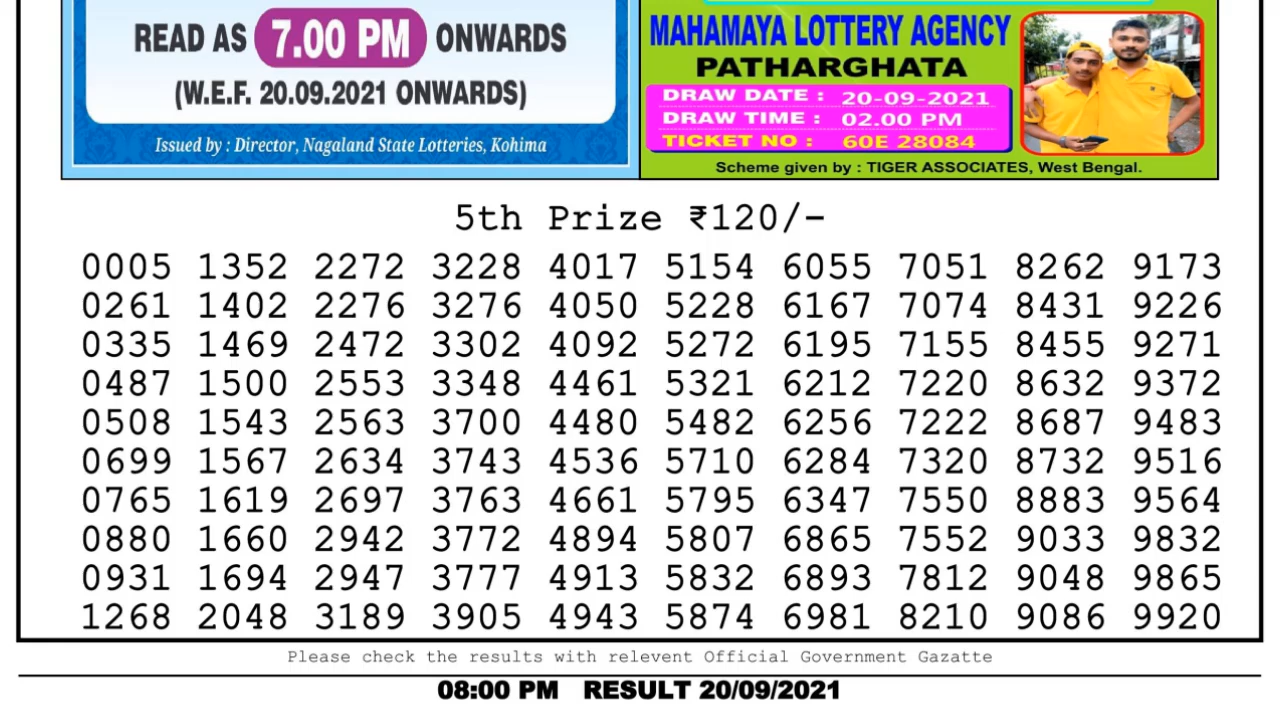 READ AS 7.00 PM ONWARDS
(W.E.F. 20.09.2021 ONWARDS)
Issued by : Director, Nagaland State Lotteries, Kohima
MAHAMAYA LOTTERY AGENCY
PATHARGHATA
DRAW DATE : 20-09-2021
DRAW TIME : 02.00 PM
TICKET NO : 60E 28084
Scheme given by : TIGER ASSOCIATES, West Bengal.
5th Prize ₹120/-
0005 1352 2272 3228 4017 5154 6055 7051 8262 9173
0261 1402 2276 3276 4050 5228 6167 7074 8431 9226
0335 1469 2472 3302 4092 5272 6195 7155 8455 9271
0487 1500 2553 3348 4461 5321 6212 7220 8632 9372
0508 1543 2563 3700 4480 5482 6256 7222 8687 9483
0699 1567 2634 3743 4536 5710 6284 7320 8732 9516
0765 1619 2697 3763 4661 5795 6347 7550 8883 9564
0880 1660 2942 3772 4894 5807 6865 7552 9033 9832
0931 1694 2947 3777 4913 5832 6893 7812 9048 9865
1268 2048 3189 3905 4943 5874 6981 8210 9086 9920
Please check the results with relevent Official Government Gazatte
08:00 PM RESULT 20/09/2021